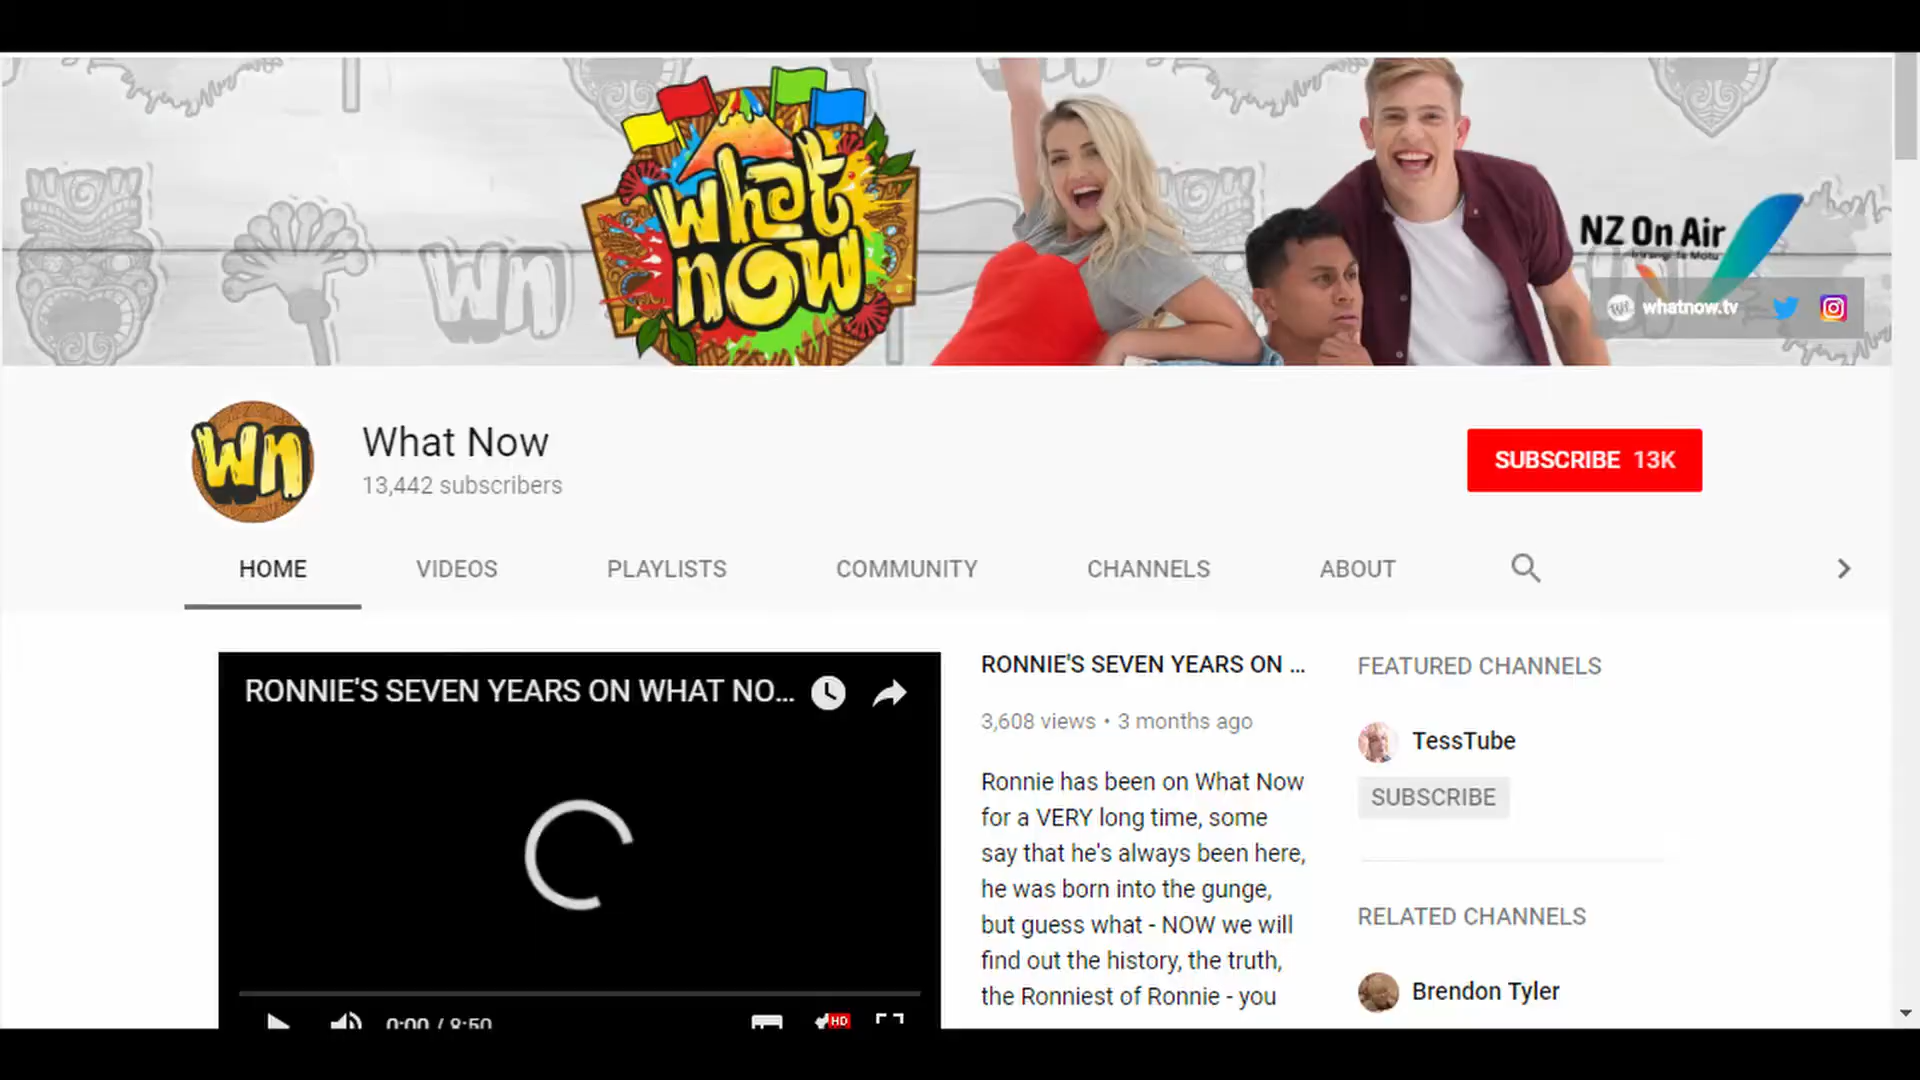 what
now
wn
NZ On Air
Irirangi Te Motu
whatnow.tv
wn
What Now
13,442 subscribers
SUBSCRIBE 13K
HOME
VIDEOS
PLAYLISTS
COMMUNITY
CHANNELS
ABOUT
RONNIE'S SEVEN YEARS ON WHAT NO...
0:00 / 8:50
HD
RONNIE'S SEVEN YEARS ON ...
3,608 views • 3 months ago
Ronnie has been on What Now
for a VERY long time, some
say that he's always been here,
he was born into the gunge,
but guess what - NOW we will
find out the history, the truth,
the Ronniest of Ronnie - you
FEATURED CHANNELS
TessTube
SUBSCRIBE
RELATED CHANNELS
Brendon Tyler